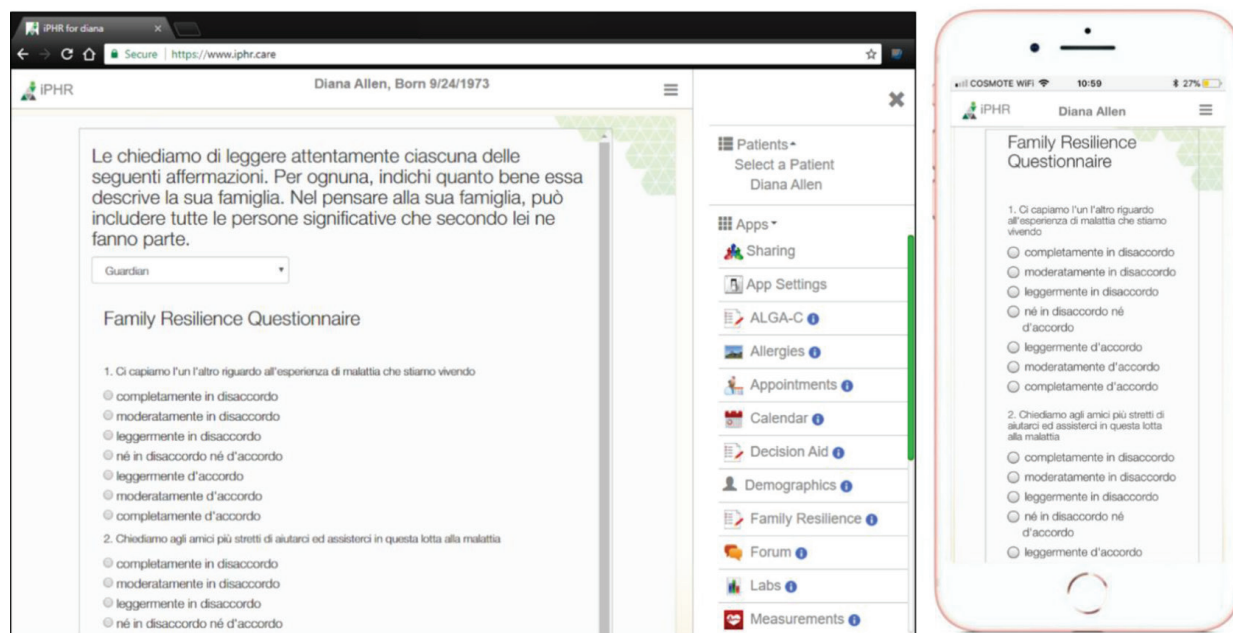 iPHR for diana
Secure | https://www.iphr.care
iPHR
Diana Allen, Born 9/24/1973
Le chiediamo di leggere attentamente ciascuna delle
seguenti affermazioni. Per ognuna, indichi quanto bene essa
descrive la sua famiglia. Nel pensare alla sua famiglia, può
includere tutte le persone significative che secondo lei ne
fanno parte.
Guardian
Family Resilience Questionnaire
1. Ci capiamo l'un l'altro riguardo all'esperienza di malattia che stiamo vivendo
completamente in disaccordo
moderatamente in disaccordo
leggermente in disaccordo
né in disaccordo né d'accordo
leggermente d'accordo
moderatamente d'accordo
completamente d'accordo
2. Chiediamo agli amici più stretti di aiutarci ed assisterci in questa lotta alla malattia
completamente in disaccordo
moderatamente in disaccordo
leggermente in disaccordo
né in disaccordo né d'accordo
Patients
Select a Patient
Diana Allen
Apps
Sharing
App Settings
ALGA-C
Allergies
Appointments
Calendar
Decision Aid
Demographics
Family Resilience
Forum
Labs
Measurements
COSMOTE WiFi 10:59 27%
iPHR Diana Allen
Family Resilience
Questionnaire
1. Ci capiamo l'un l'altro riguardo
all'esperienza di malattia che stiamo
vivendo
completamente in disaccordo
moderatamente in disaccordo
leggermente in disaccordo
né in disaccordo né
d'accordo
leggermente d'accordo
moderatamente d'accordo
completamente d'accordo
2. Chiediamo agli amici più stretti di
aiutarci ed assisterci in questa lotta
alla malattia
completamente in disaccordo
moderatamente in disaccordo
leggermente in disaccordo
né in disaccordo né
d'accordo
leggermente d'accordo